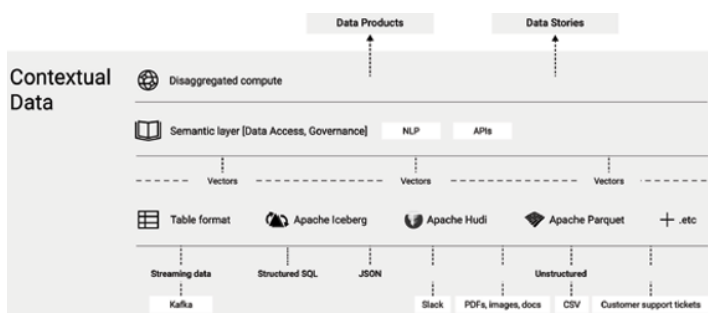 Data Products
Data Stories
Contextual
Data
Disaggregated compute
Semantic layer [Data Access, Governance]
NLP
APIs
Vectors
Vectors
Vectors
Table format
Apache Iceberg
Apache Hudi
Apache Parquet
.etc
Streaming data
Structured SQL
JSON
Unstructured
Kafka
Slack
PDFs, images, docs
CSV
Customer support tickets